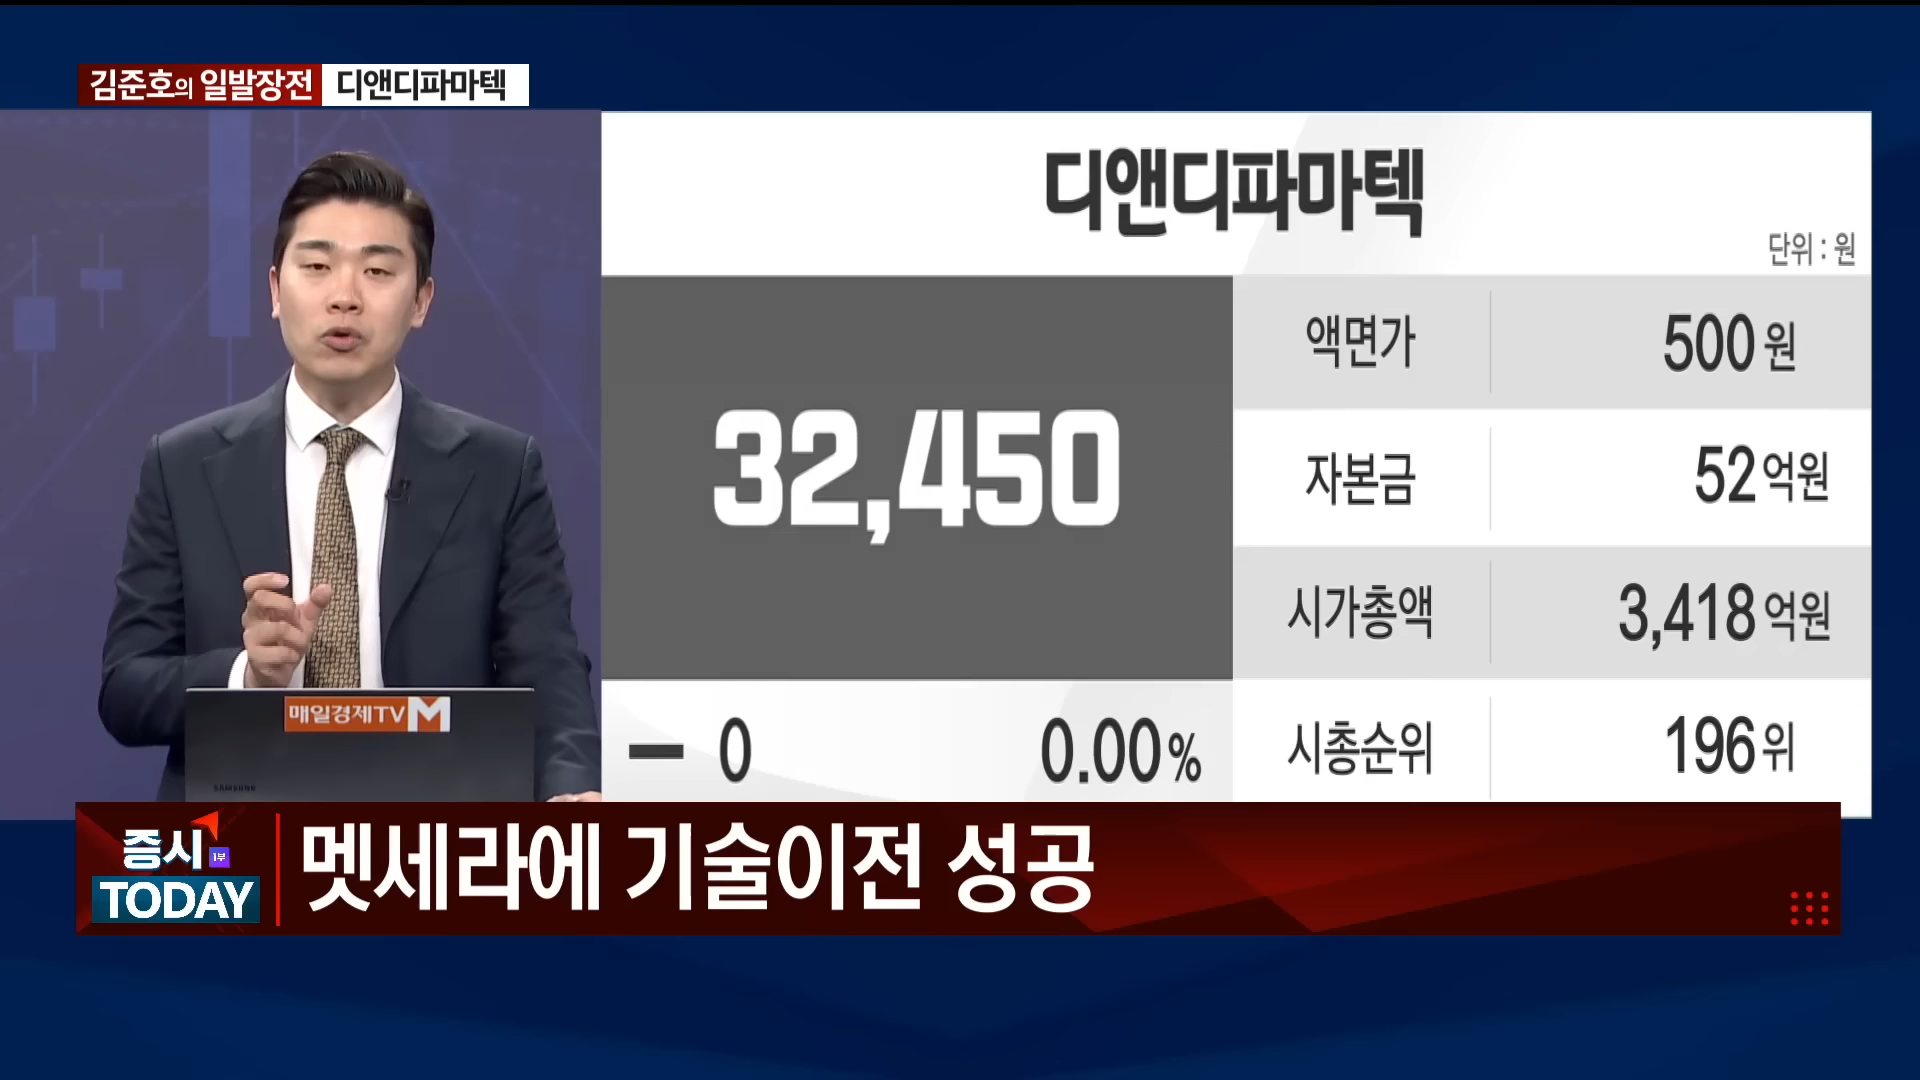 김준호의 일발장전 디앤디파마텍
디앤디파마텍
단위 : 원
32,450
0 0.00%
액면가 500 원
자본금 52 억원
시가총액 3,418 억원
시총순위 196 위
매일경제TV M
SAMSUNG
증시 1부
TODAY
멧세라에 기술이전 성공